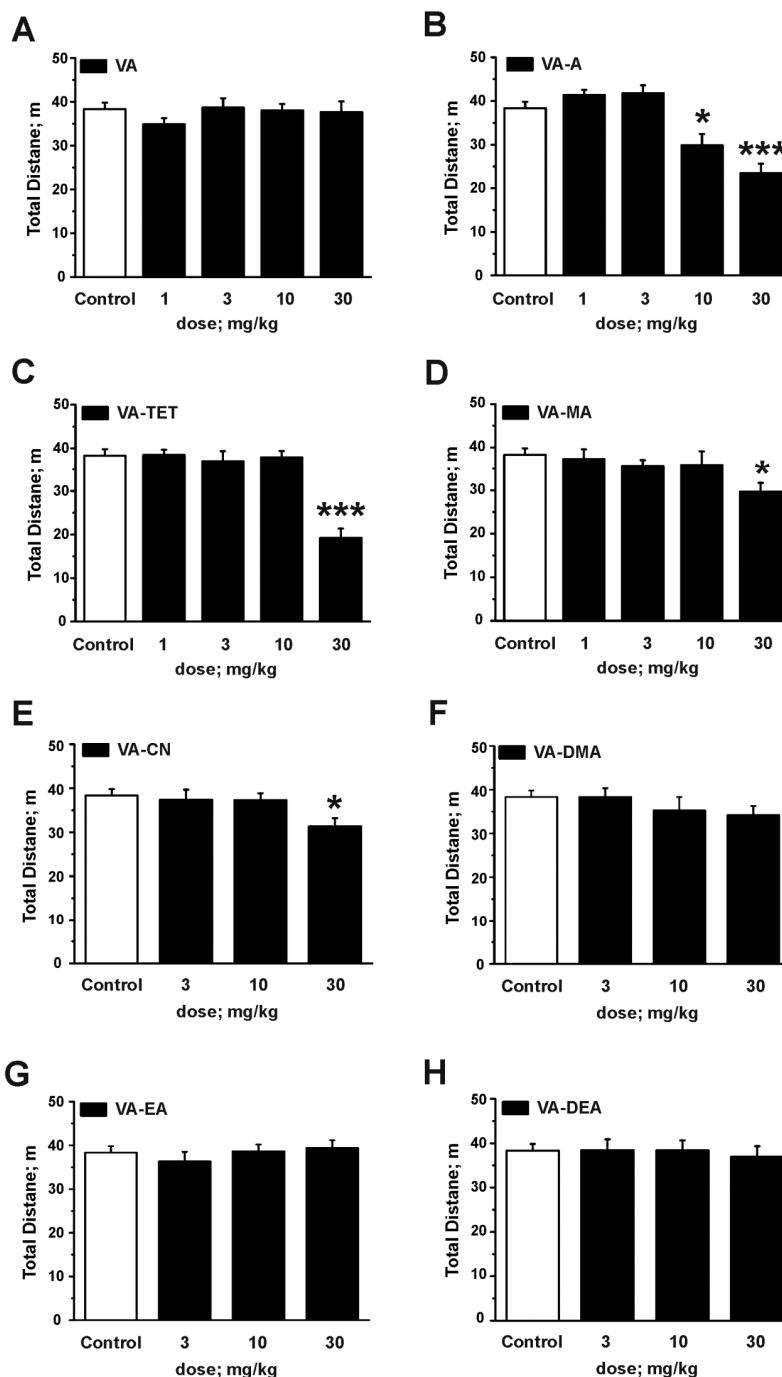 A
VA
Total Distane; m
50
40
30
20
10
0
Control 1 3 10 30
dose; mg/kg
B
VA-A
Total Distane; m
50
40
30
20
10
0
*
***
Control 1 3 10 30
dose; mg/kg
C
VA-TET
Total Distane; m
50
40
30
20
10
0
***
Control 1 3 10 30
dose; mg/kg
D
VA-MA
Total Distane; m
50
40
30
20
10
0
*
Control 1 3 10 30
dose; mg/kg
E
VA-CN
Total Distane; m
50
40
30
20
10
0
*
Control 3 10 30
dose; mg/kg
F
VA-DMA
Total Distane; m
50
40
30
20
10
0
Control 3 10 30
dose; mg/kg
G
VA-EA
Total Distane; m
50
40
30
20
10
0
Control 3 10 30
dose; mg/kg
H
VA-DEA
Total Distane; m
50
40
30
20
10
0
Control 3 10 30
dose; mg/kg